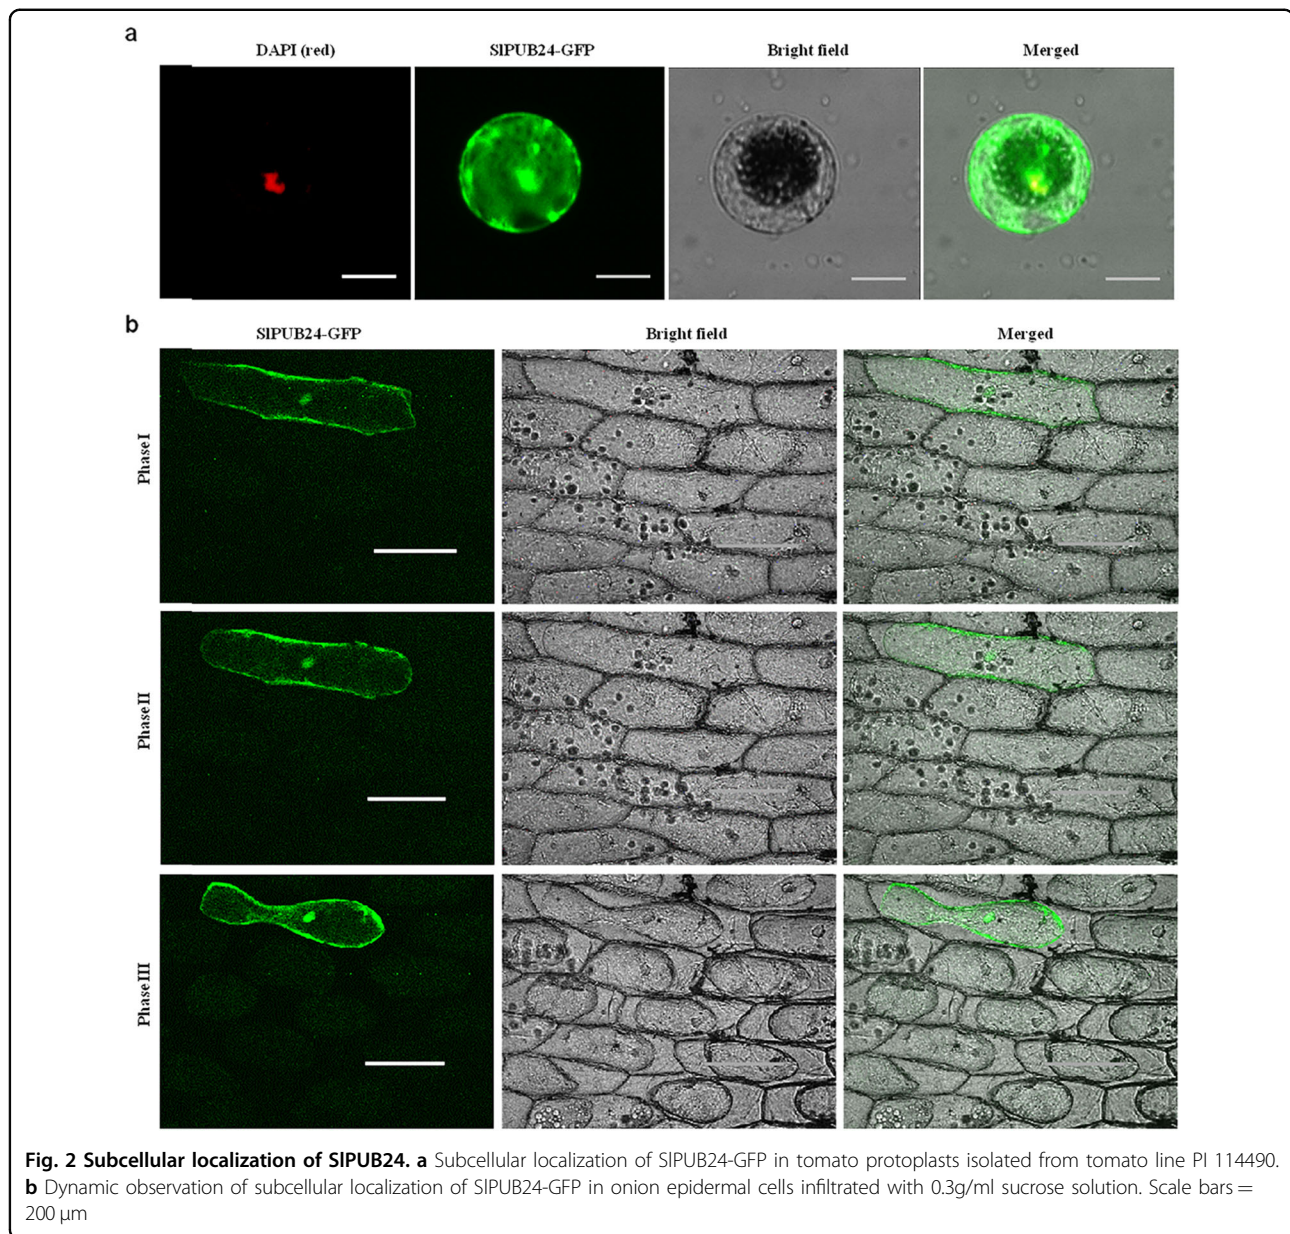 a
DAPI (red) SlPUB24-GFP Bright field Merged
b
SlPUB24-GFP Bright field Merged
Phase I
Phase II
Phase III
Fig. 2 Subcellular localization of SlPUB24. a Subcellular localization of SlPUB24-GFP in tomato protoplasts isolated from tomato line PI 114490.
b Dynamic observation of subcellular localization of SlPUB24-GFP in onion epidermal cells infiltrated with 0.3g/ml sucrose solution. Scale bars =
200 µm